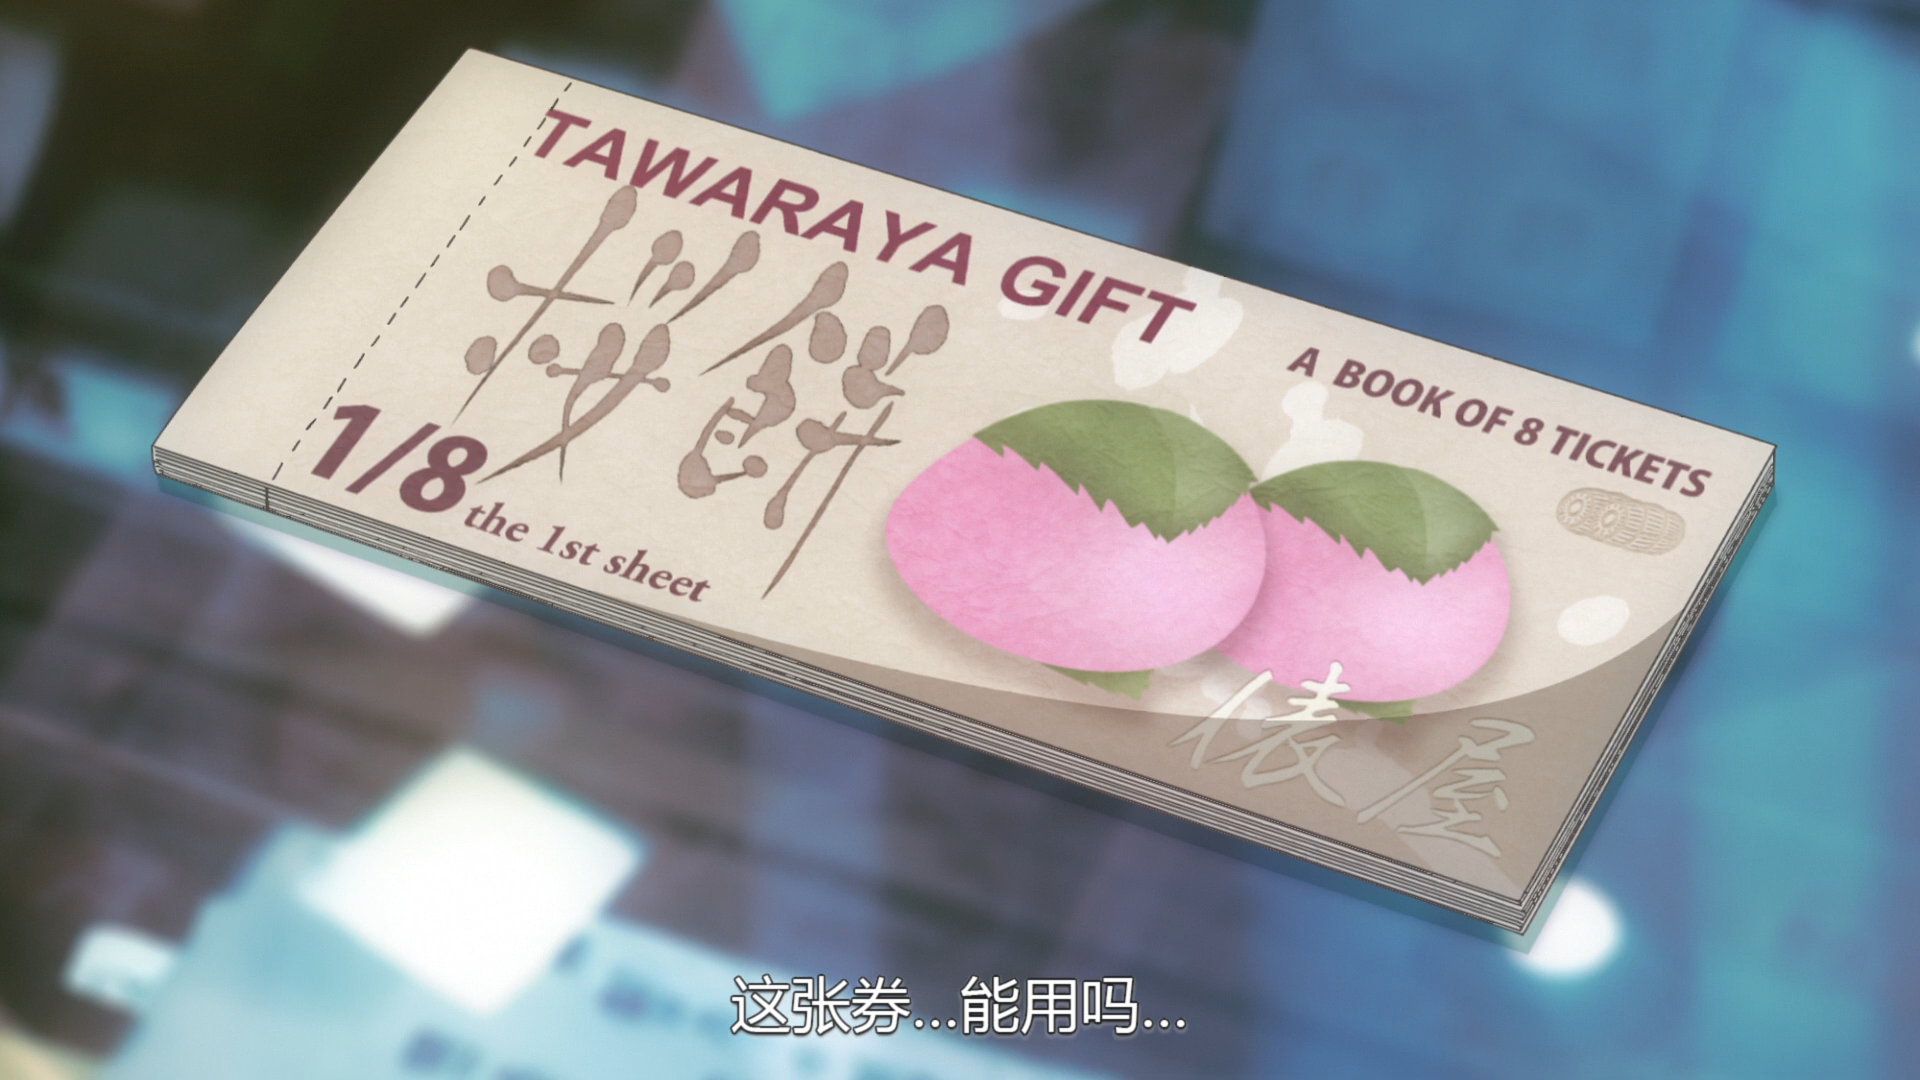 TAWARAYA GIFT
桜餅
A BOOK OF 8 TICKETS
1/8 the 1st sheet
俵屋
这张券...能用吗...